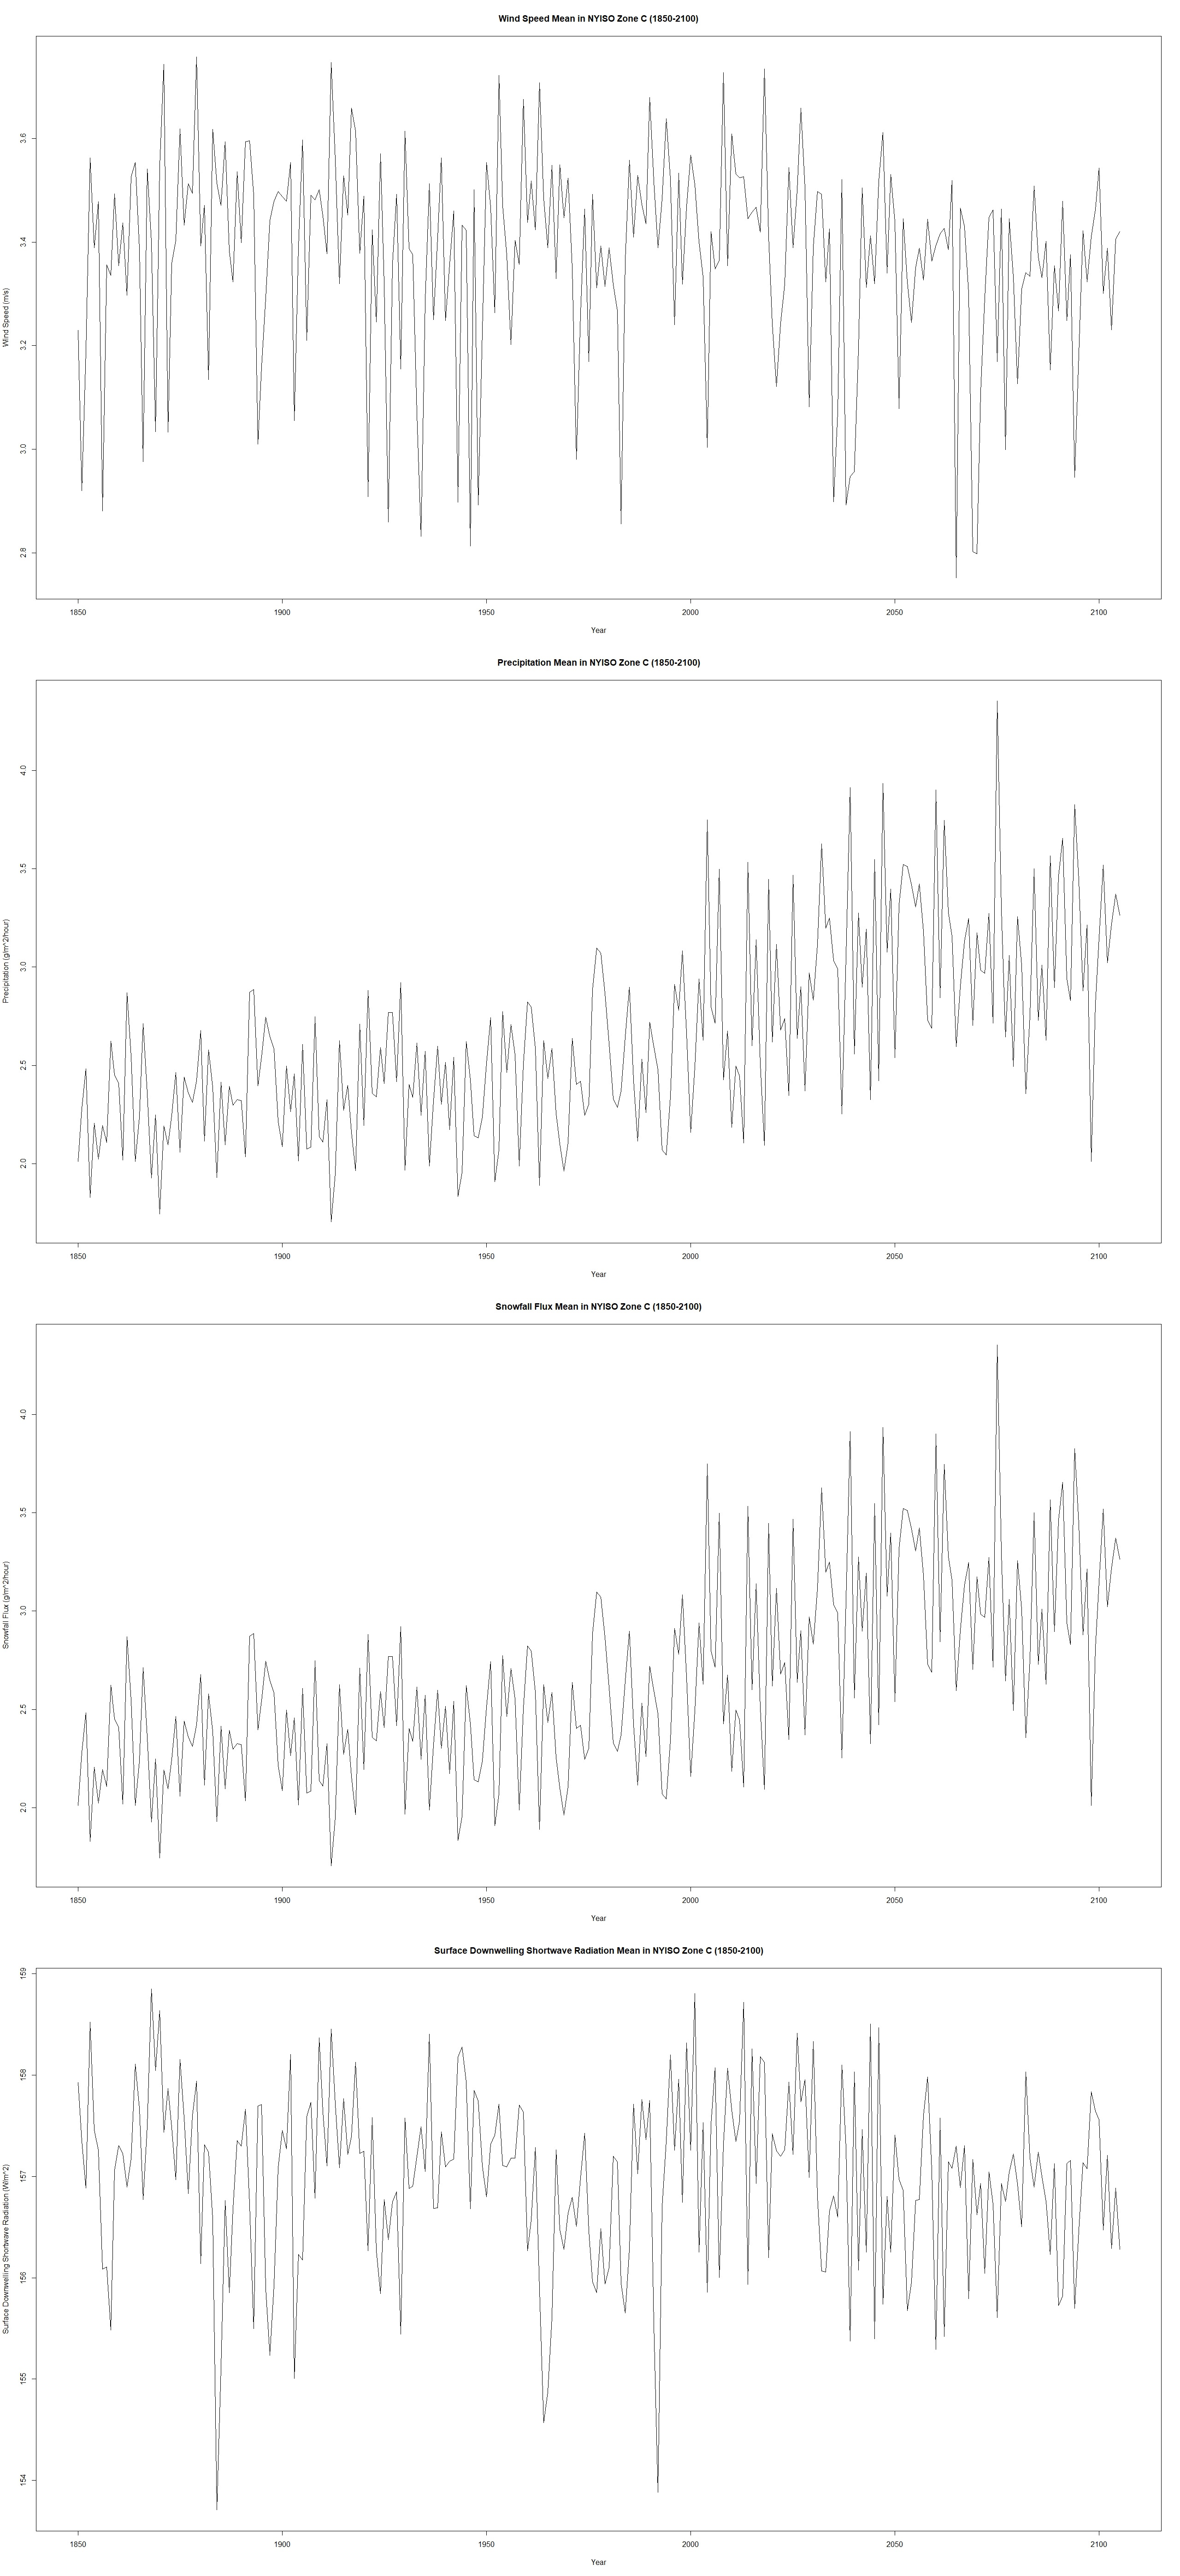 Wind Speed Mean in NYISO Zone C (1850-2100)
3.6
3.4
3.2
3.0
2.8
Wind Speed (m/s)
1850 1900 1950 2000 2050 2100
Year
Precipitation Mean in NYISO Zone C (1850-2100)
4.0
3.5
3.0
2.5
2.0
Precipitation (g/m^2/hour)
1850 1900 1950 2000 2050 2100
Year
Snowfall Flux Mean in NYISO Zone C (1850-2100)
4.0
3.5
3.0
2.5
2.0
Snowfall Flux (g/m^2/hour)
1850 1900 1950 2000 2050 2100
Year
Surface Downwelling Shortwave Radiation Mean in NYISO Zone C (1850-2100)
159
158
157
156
155
154
Surface Downwelling Shortwave Radiation (W/m^2)
1850 1900 1950 2000 2050 2100
Year